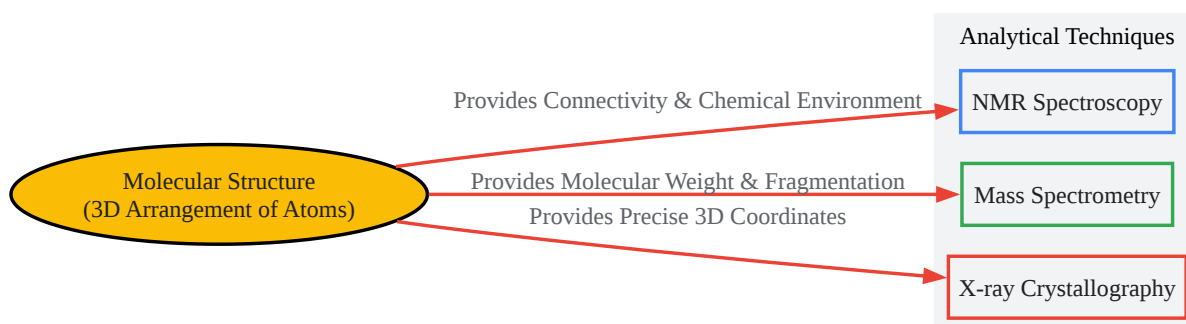 Analytical Techniques
Provides Connectivity & Chemical Environment
NMR Spectroscopy
Molecular Structure
(3D Arrangement of Atoms)
Provides Molecular Weight & Fragmentation
Mass Spectrometry
Provides Precise 3D Coordinates
X-ray Crystallography